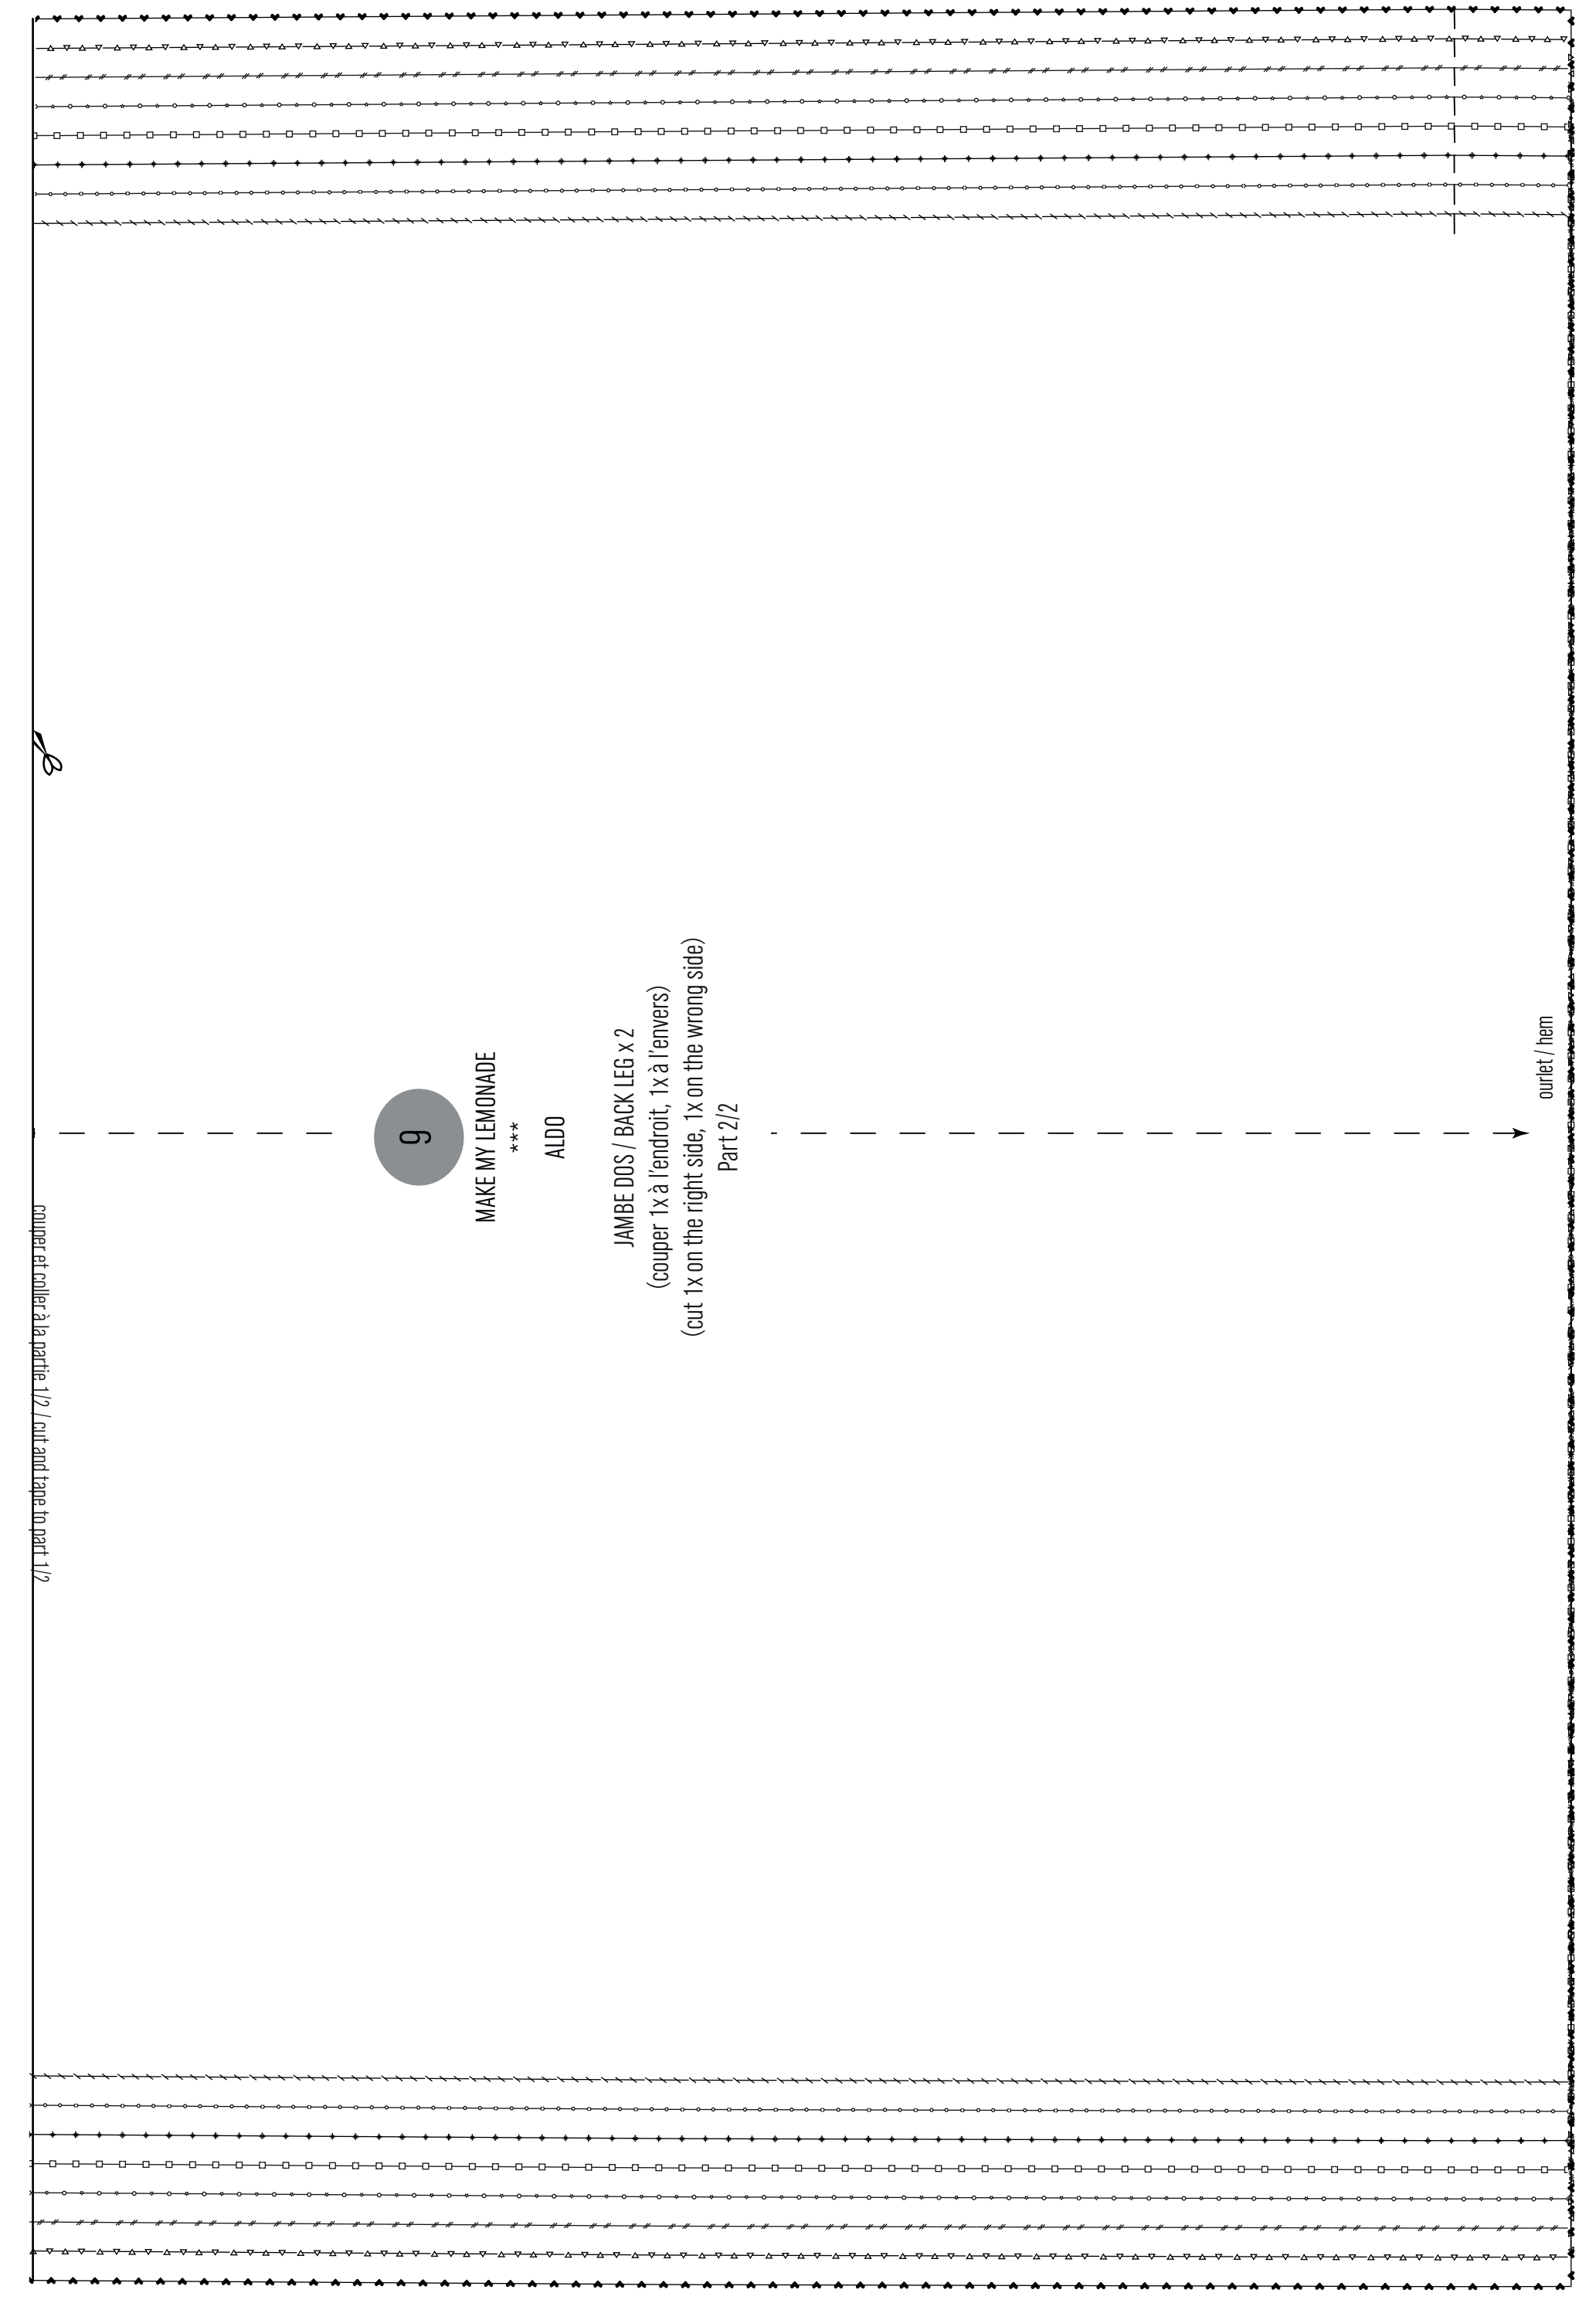 9
MAKE MY LEMONADE
***
ALDO
JAMBE DOS / BACK LEG x 2
(couper 1x à l'endroit, 1x à l'envers)
(cut 1x on the right side, 1x on the wrong side)
Part 2/2
ourlet / hem
couper et coller à la partie 1/2 / cut and tape to part 1/2